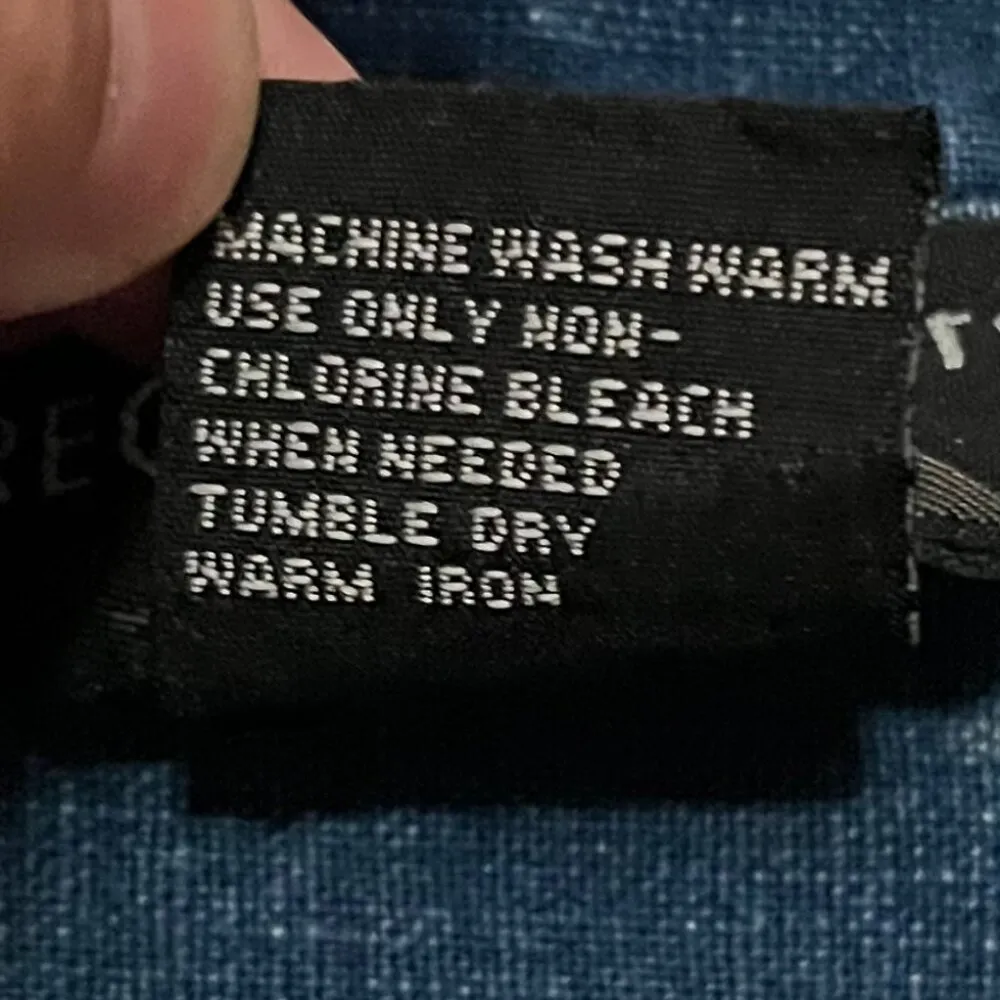 MACHINE WASH WARM
USE ONLY NON-
CHLORINE BLEACH
WHEN NEEDED
TUMBLE DRY
WARM IRON